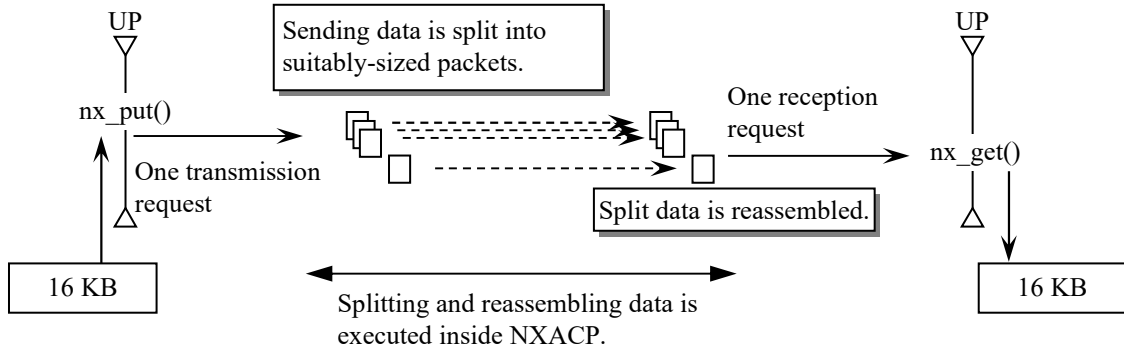 UP
Sending data is split into
suitably-sized packets.
UP
nx_put()
One transmission
request
One reception
request
nx_get()
Split data is reassembled.
16 KB
16 KB
Splitting and reassembling data is
executed inside NXACP.